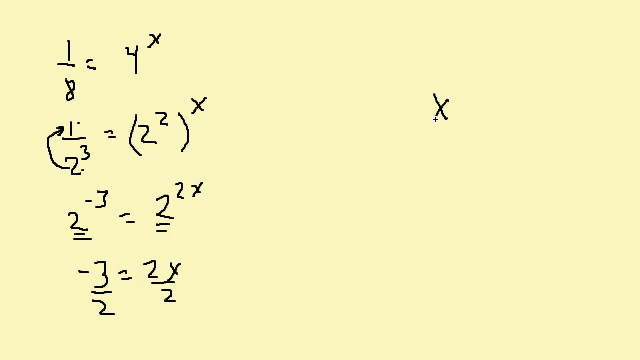 1/8 = 4^x
1/2^3 = (2^2)^x
2^-3 = 2^2x
-3/2 = 2x/2
x